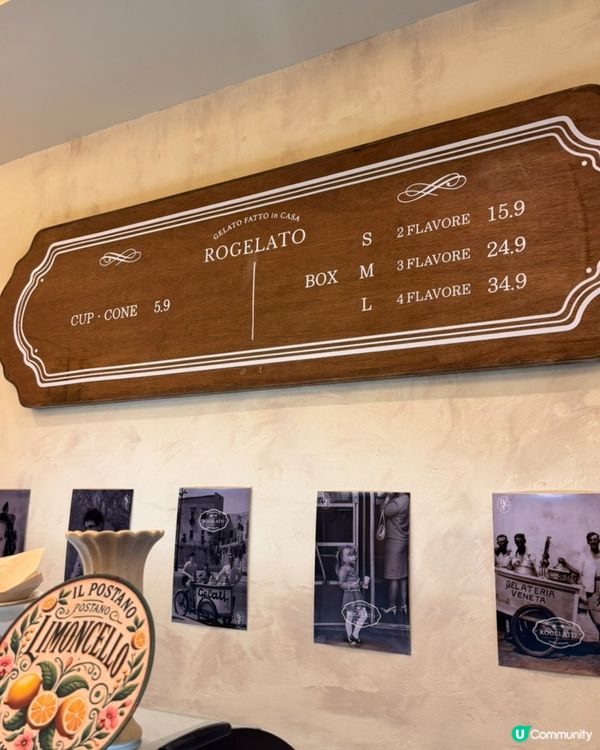 GELATO FATTO in CASA
ROGELATO
CUP · CONE 5.9
BOX
S 2 FLAVORE 15.9
M 3 FLAVORE 24.9
L 4 FLAVORE 34.9
ROGELATO
Gelati
ROGELATO
GELATERIA
VENETA
ROGELATO
IL POSTANO
POSTANO
LIMONCELLO
U Community